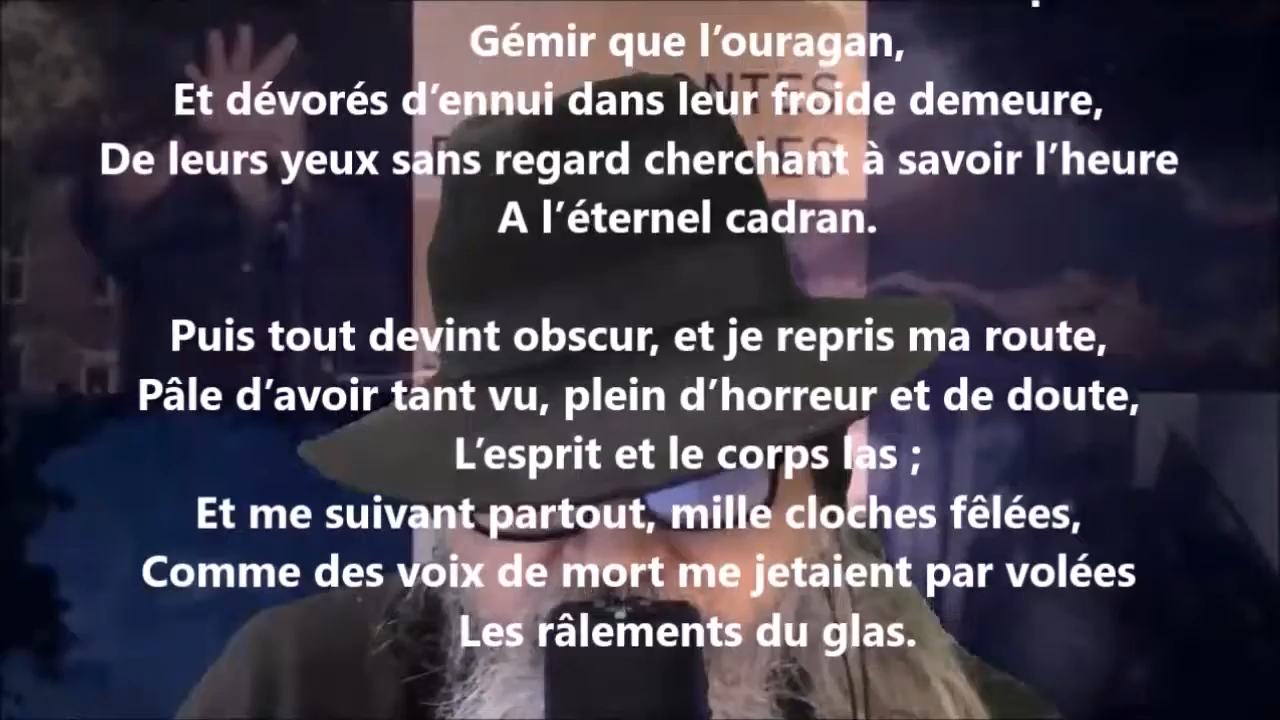 Gémir que l’ouragan,
Et dévorés d’ennui dans leur froide demeure,
De leurs yeux sans regard cherchant à savoir l’heure
A l’éternel cadran.
Puis tout devint obscur, et je repris ma route,
Pâle d’avoir tant vu, plein d’horreur et de doute,
L’esprit et le corps las ;
Et me suivant partout, mille cloches fêlées,
Comme des voix de mort me jetaient par volées
Les râlements du glas.